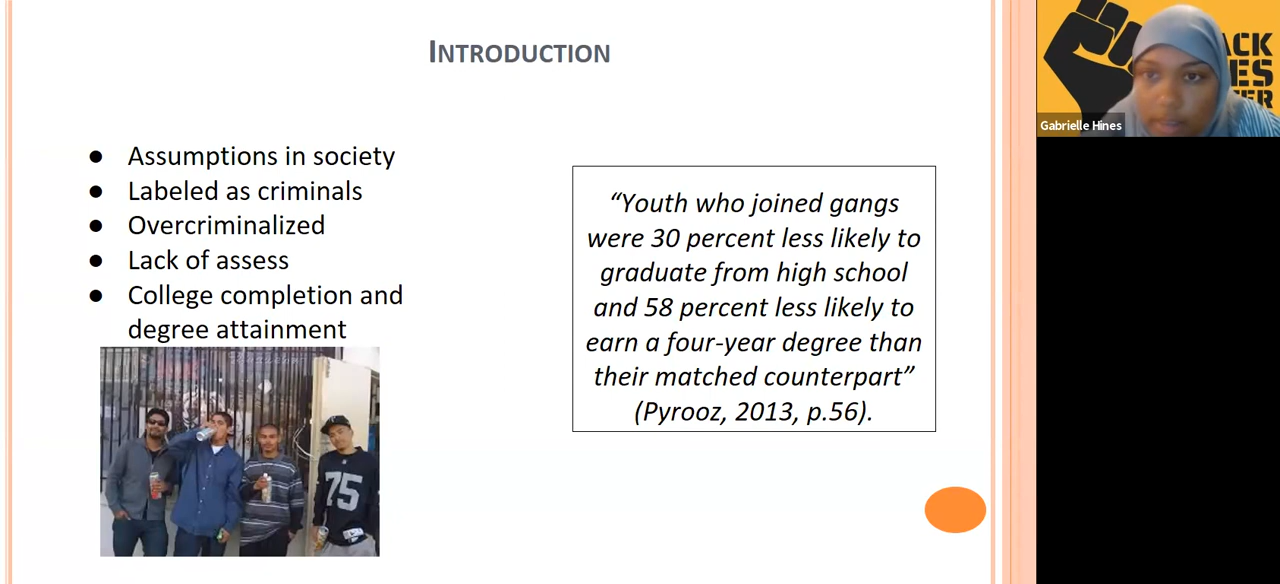 INTRODUCTION
● Assumptions in society
● Labeled as criminals
● Overcriminalized
● Lack of assess
● College completion and
degree attainment
“Youth who joined gangs
were 30 percent less likely to
graduate from high school
and 58 percent less likely to
earn a four-year degree than
their matched counterpart”
(Pyrooz, 2013, p.56).
75
ACK
ES
ER
Gabrielle Hines